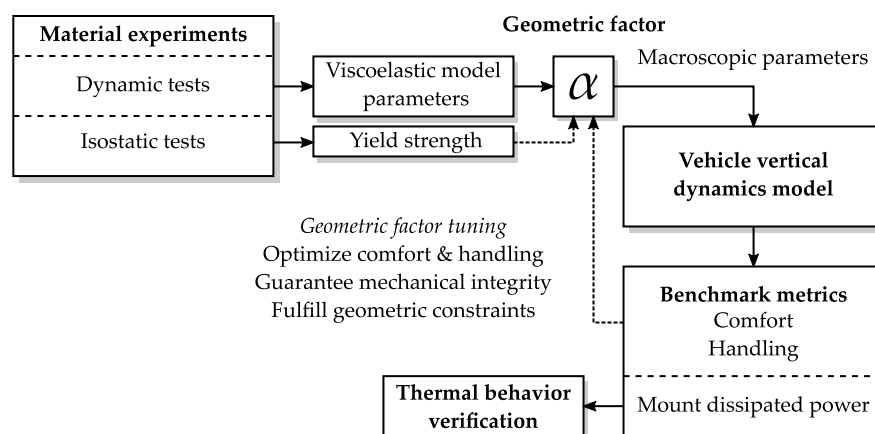 Geometric factor
Material experiments
Dynamic tests
Isostatic tests
Viscoelastic model
parameters
Yield strength
α
Macroscopic parameters
Vehicle vertical
dynamics model
Geometric factor tuning
Optimize comfort & handling
Guarantee mechanical integrity
Fulfill geometric constraints
Benchmark metrics
Comfort
Handling
Mount dissipated power
Thermal behavior
verification